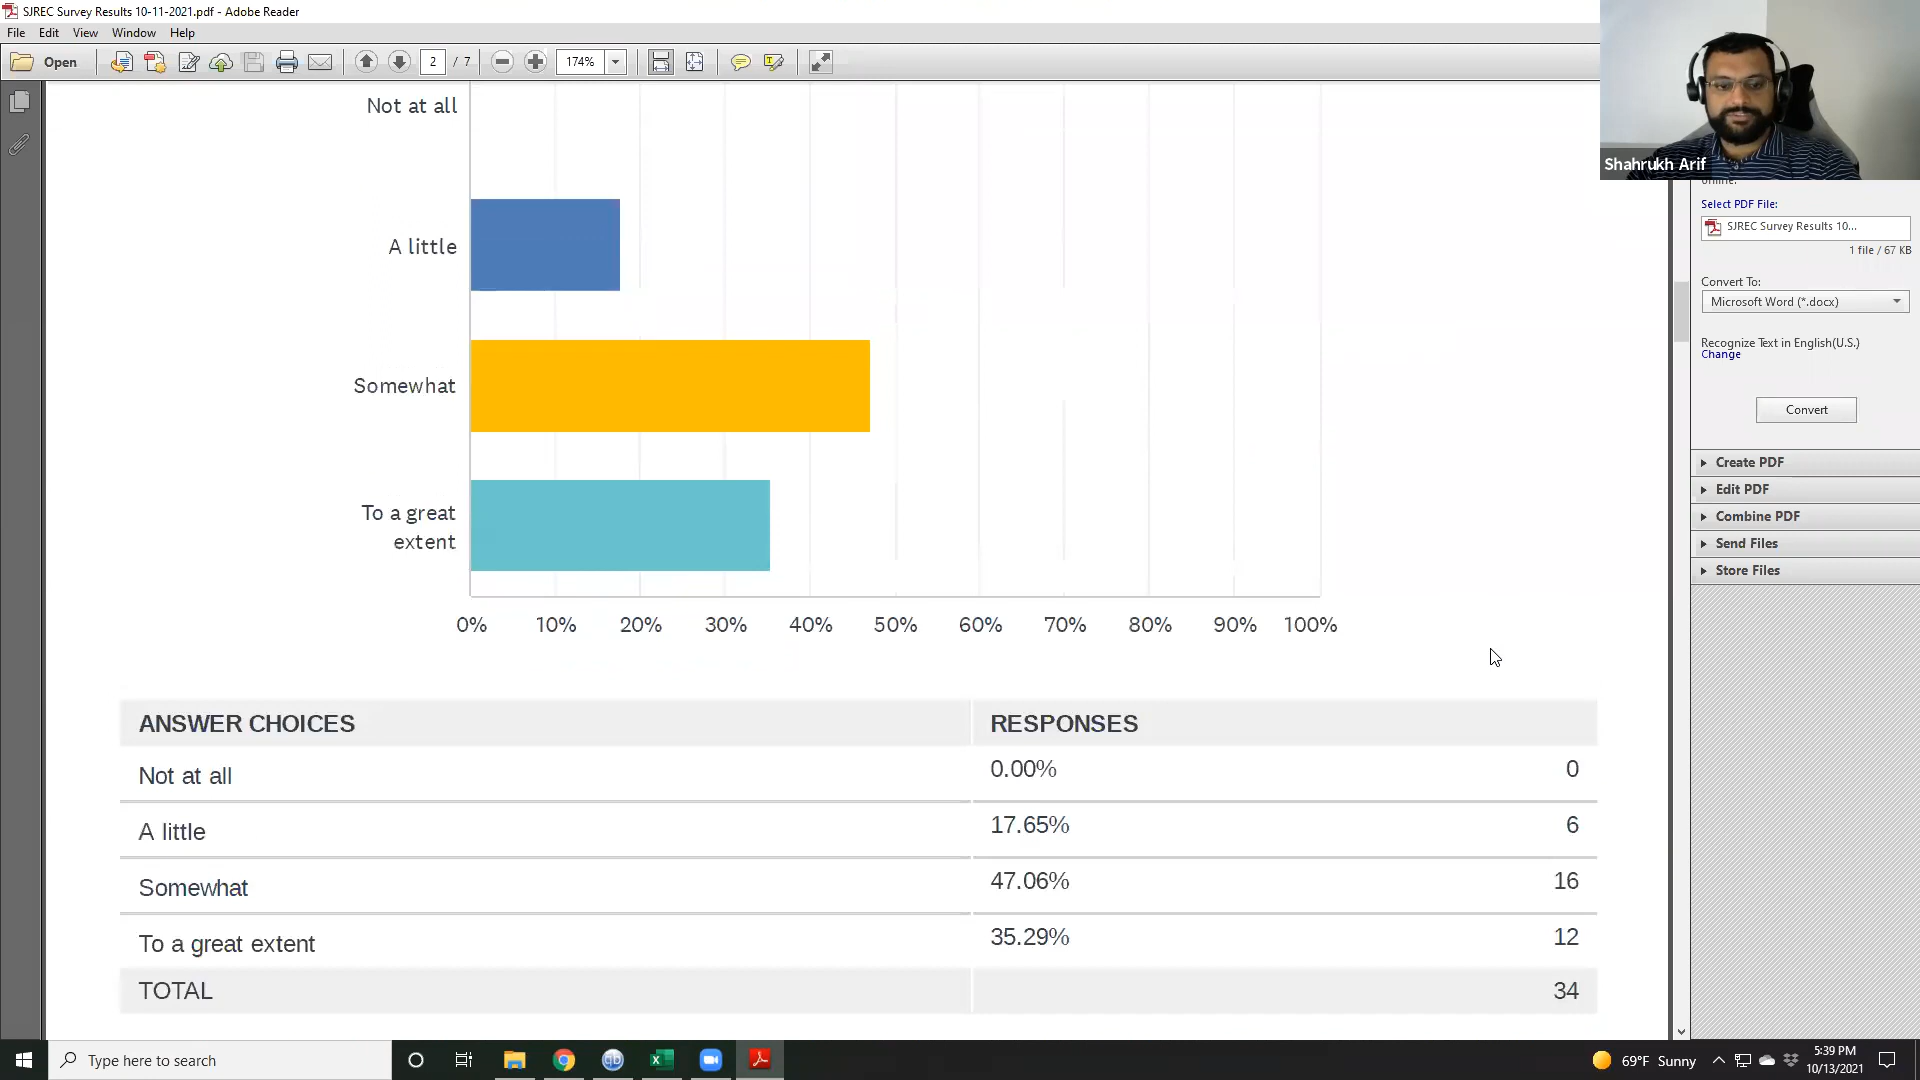 SJREC Survey Results 10-11-2021.pdf - Adobe Reader
File Edit View Window Help
Open 2 / 7 174%
Shahrukh Arif
Not at all
A little
Somewhat
To a great
extent
0% 10% 20% 30% 40% 50% 60% 70% 80% 90% 100%
ANSWER CHOICES RESPONSES
Not at all 0.00% 0
A little 17.65% 6
Somewhat 47.06% 16
To a great extent 35.29% 12
TOTAL 34
Select PDF File:
SJREC Survey Results 10...
1 file / 67 KB
Convert To:
Microsoft Word (*.docx)
Recognize Text in English(U.S.)
Change
Convert
Create PDF
Edit PDF
Combine PDF
Send Files
Store Files
Type here to search
69°F Sunny
5:39 PM
10/13/2021